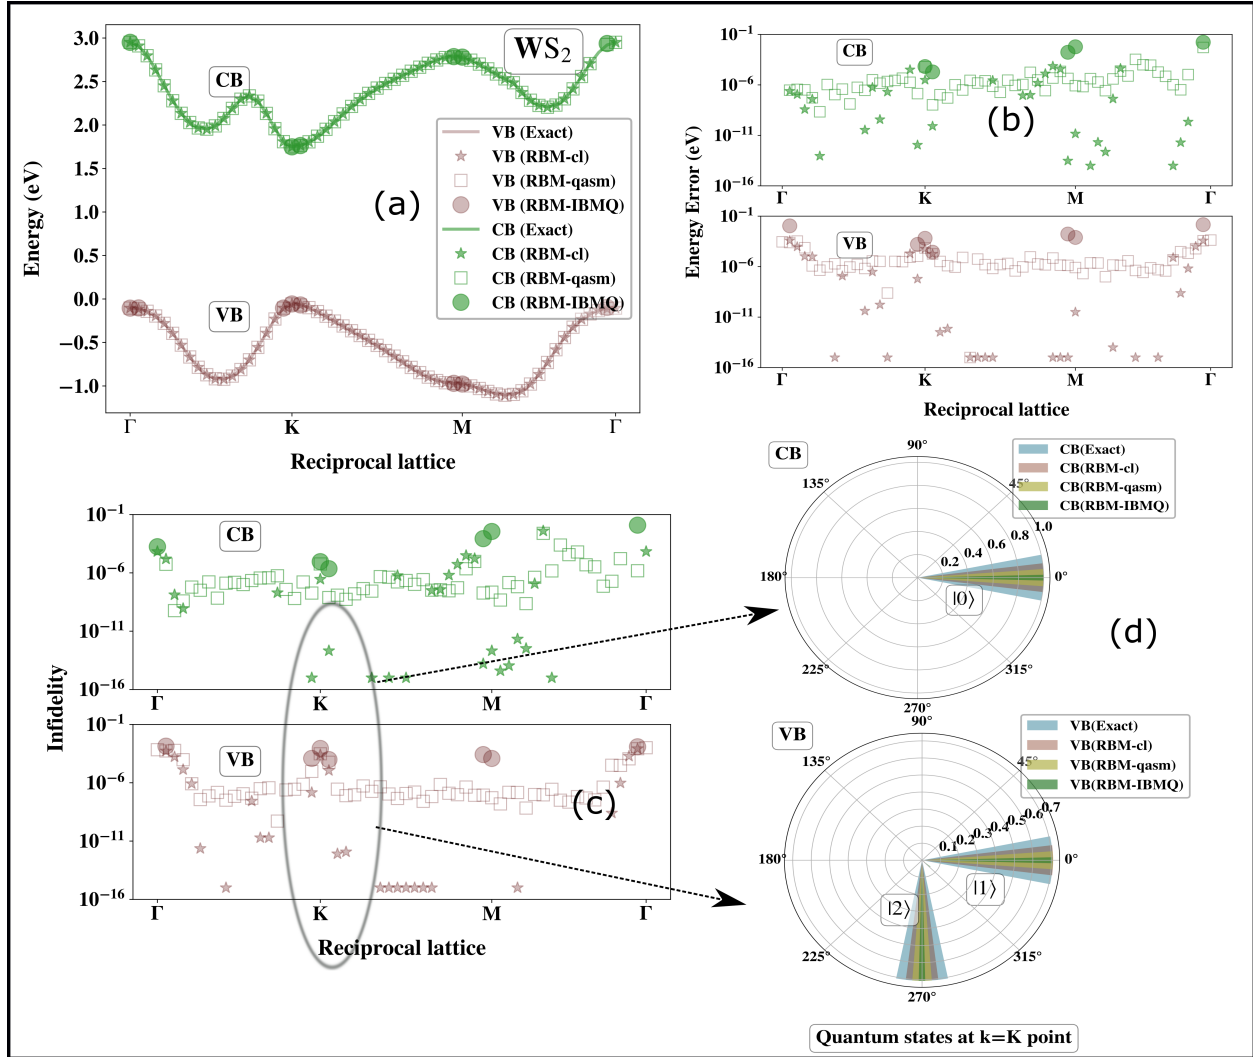 WS₂
CB
VB
3.0
2.5
2.0
1.5
1.0
0.5
0.0
−0.5
−1.0
Energy (eV)
Γ K M Γ
Reciprocal lattice
VB (Exact)
VB (RBM-cl)
VB (RBM-qasm)
VB (RBM-IBMQ)
CB (Exact)
CB (RBM-cl)
CB (RBM-qasm)
CB (RBM-IBMQ)
(a)
CB
10⁻¹
10⁻⁶
10⁻¹¹
10⁻¹⁶
Γ K M Γ
(b)
Energy Error (eV)
VB
10⁻¹
10⁻⁶
10⁻¹¹
10⁻¹⁶
Γ K M Γ
Reciprocal lattice
CB
10⁻¹
10⁻⁶
10⁻¹¹
10⁻¹⁶
Γ K M Γ
Infidelity
VB
10⁻¹
10⁻⁶
10⁻¹¹
10⁻¹⁶
Γ K M Γ
(c)
Reciprocal lattice
CB
CB(Exact)
CB(RBM-cl)
CB(RBM-qasm)
CB(RBM-IBMQ)
90°
135° 45°
0.2 0.4 0.6 0.8 1.0
180° 0°
|0⟩
225° 315°
270°
(d)
VB
VB(Exact)
VB(RBM-cl)
VB(RBM-qasm)
VB(RBM-IBMQ)
90°
135° 45°
0.1 0.2 0.3 0.4 0.5 0.6 0.7
180° 0°
|1⟩
|2⟩
225° 315°
270°
Quantum states at k=K point